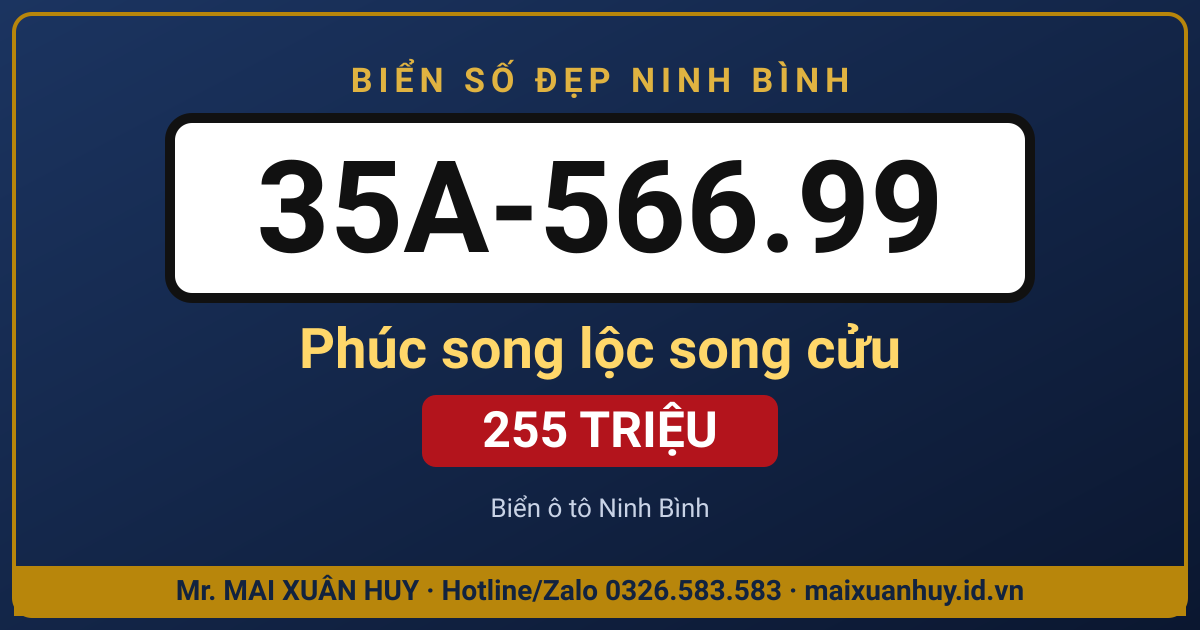 BIỂN SỐ ĐẸP NINH BÌNH
35A-566.99
Phúc song lộc song cửu
255 TRIỆU
Biển ô tô Ninh Bình
Mr. MAI XUÂN HUY · Hotline/Zalo 0326.583.583 · maixuanhuy.id.vn